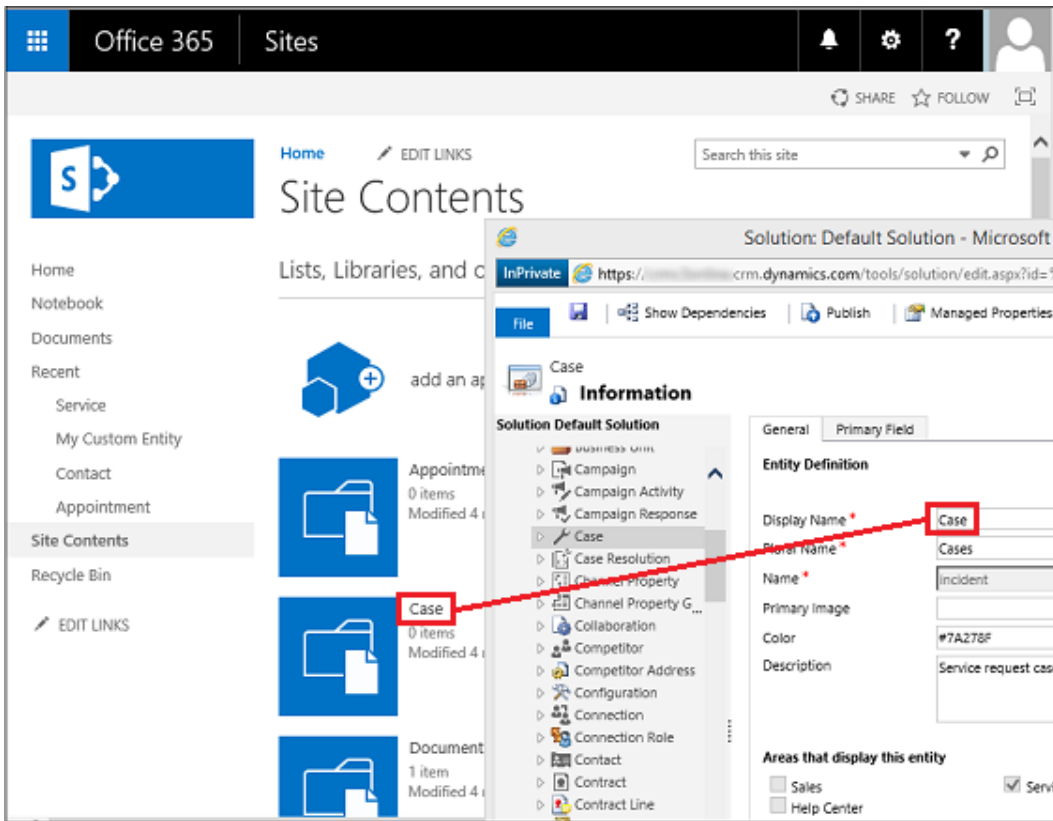 Office 365
Sites
?
SHARE
FOLLOW
S
Home
EDIT LINKS
Search this site
Site Contents
Home
Notebook
Documents
Recent
Service
My Custom Entity
Contact
Appointment
Site Contents
Recycle Bin
EDIT LINKS
Lists, Libraries, and
add an
0 items
Modified 4
Case
0 items
Modified 4
Document
1 item
Modified 4
Solution: Default Solution - Microsoft
InPrivate
https://
crm.dynamics.com/tools/solution/edit.aspx?id=
File
Show Dependencies
Publish
Managed Properties
Case
Information
Solution Default Solution
Business Unit
Campaign
Campaign Activity
Campaign Response
Case
Case Resolution
Channel Property
Channel Property G...
Collaboration
Competitor
Competitor Address
Configuration
Connection
Connection Role
Contact
Contract
Contract Line
General
Primary Field
Entity Definition
Display Name *
Case
Plural Name *
Cases
Name *
incident
Primary Image
Color
#7A278F
Description
Service request
Areas that display this entity
Sales
Help Center